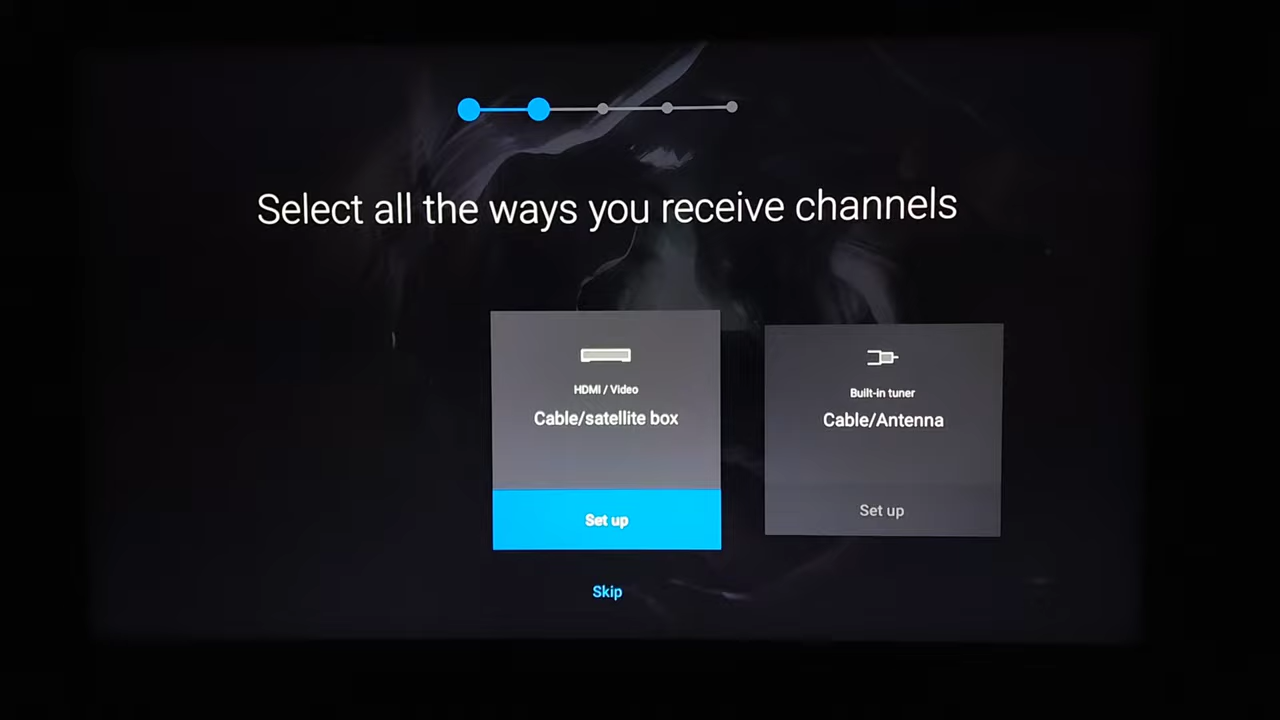 Select all the ways you receive channels
HDMI / Video
Cable/satellite box
Set up
Built-in tuner
Cable/Antenna
Set up
Skip